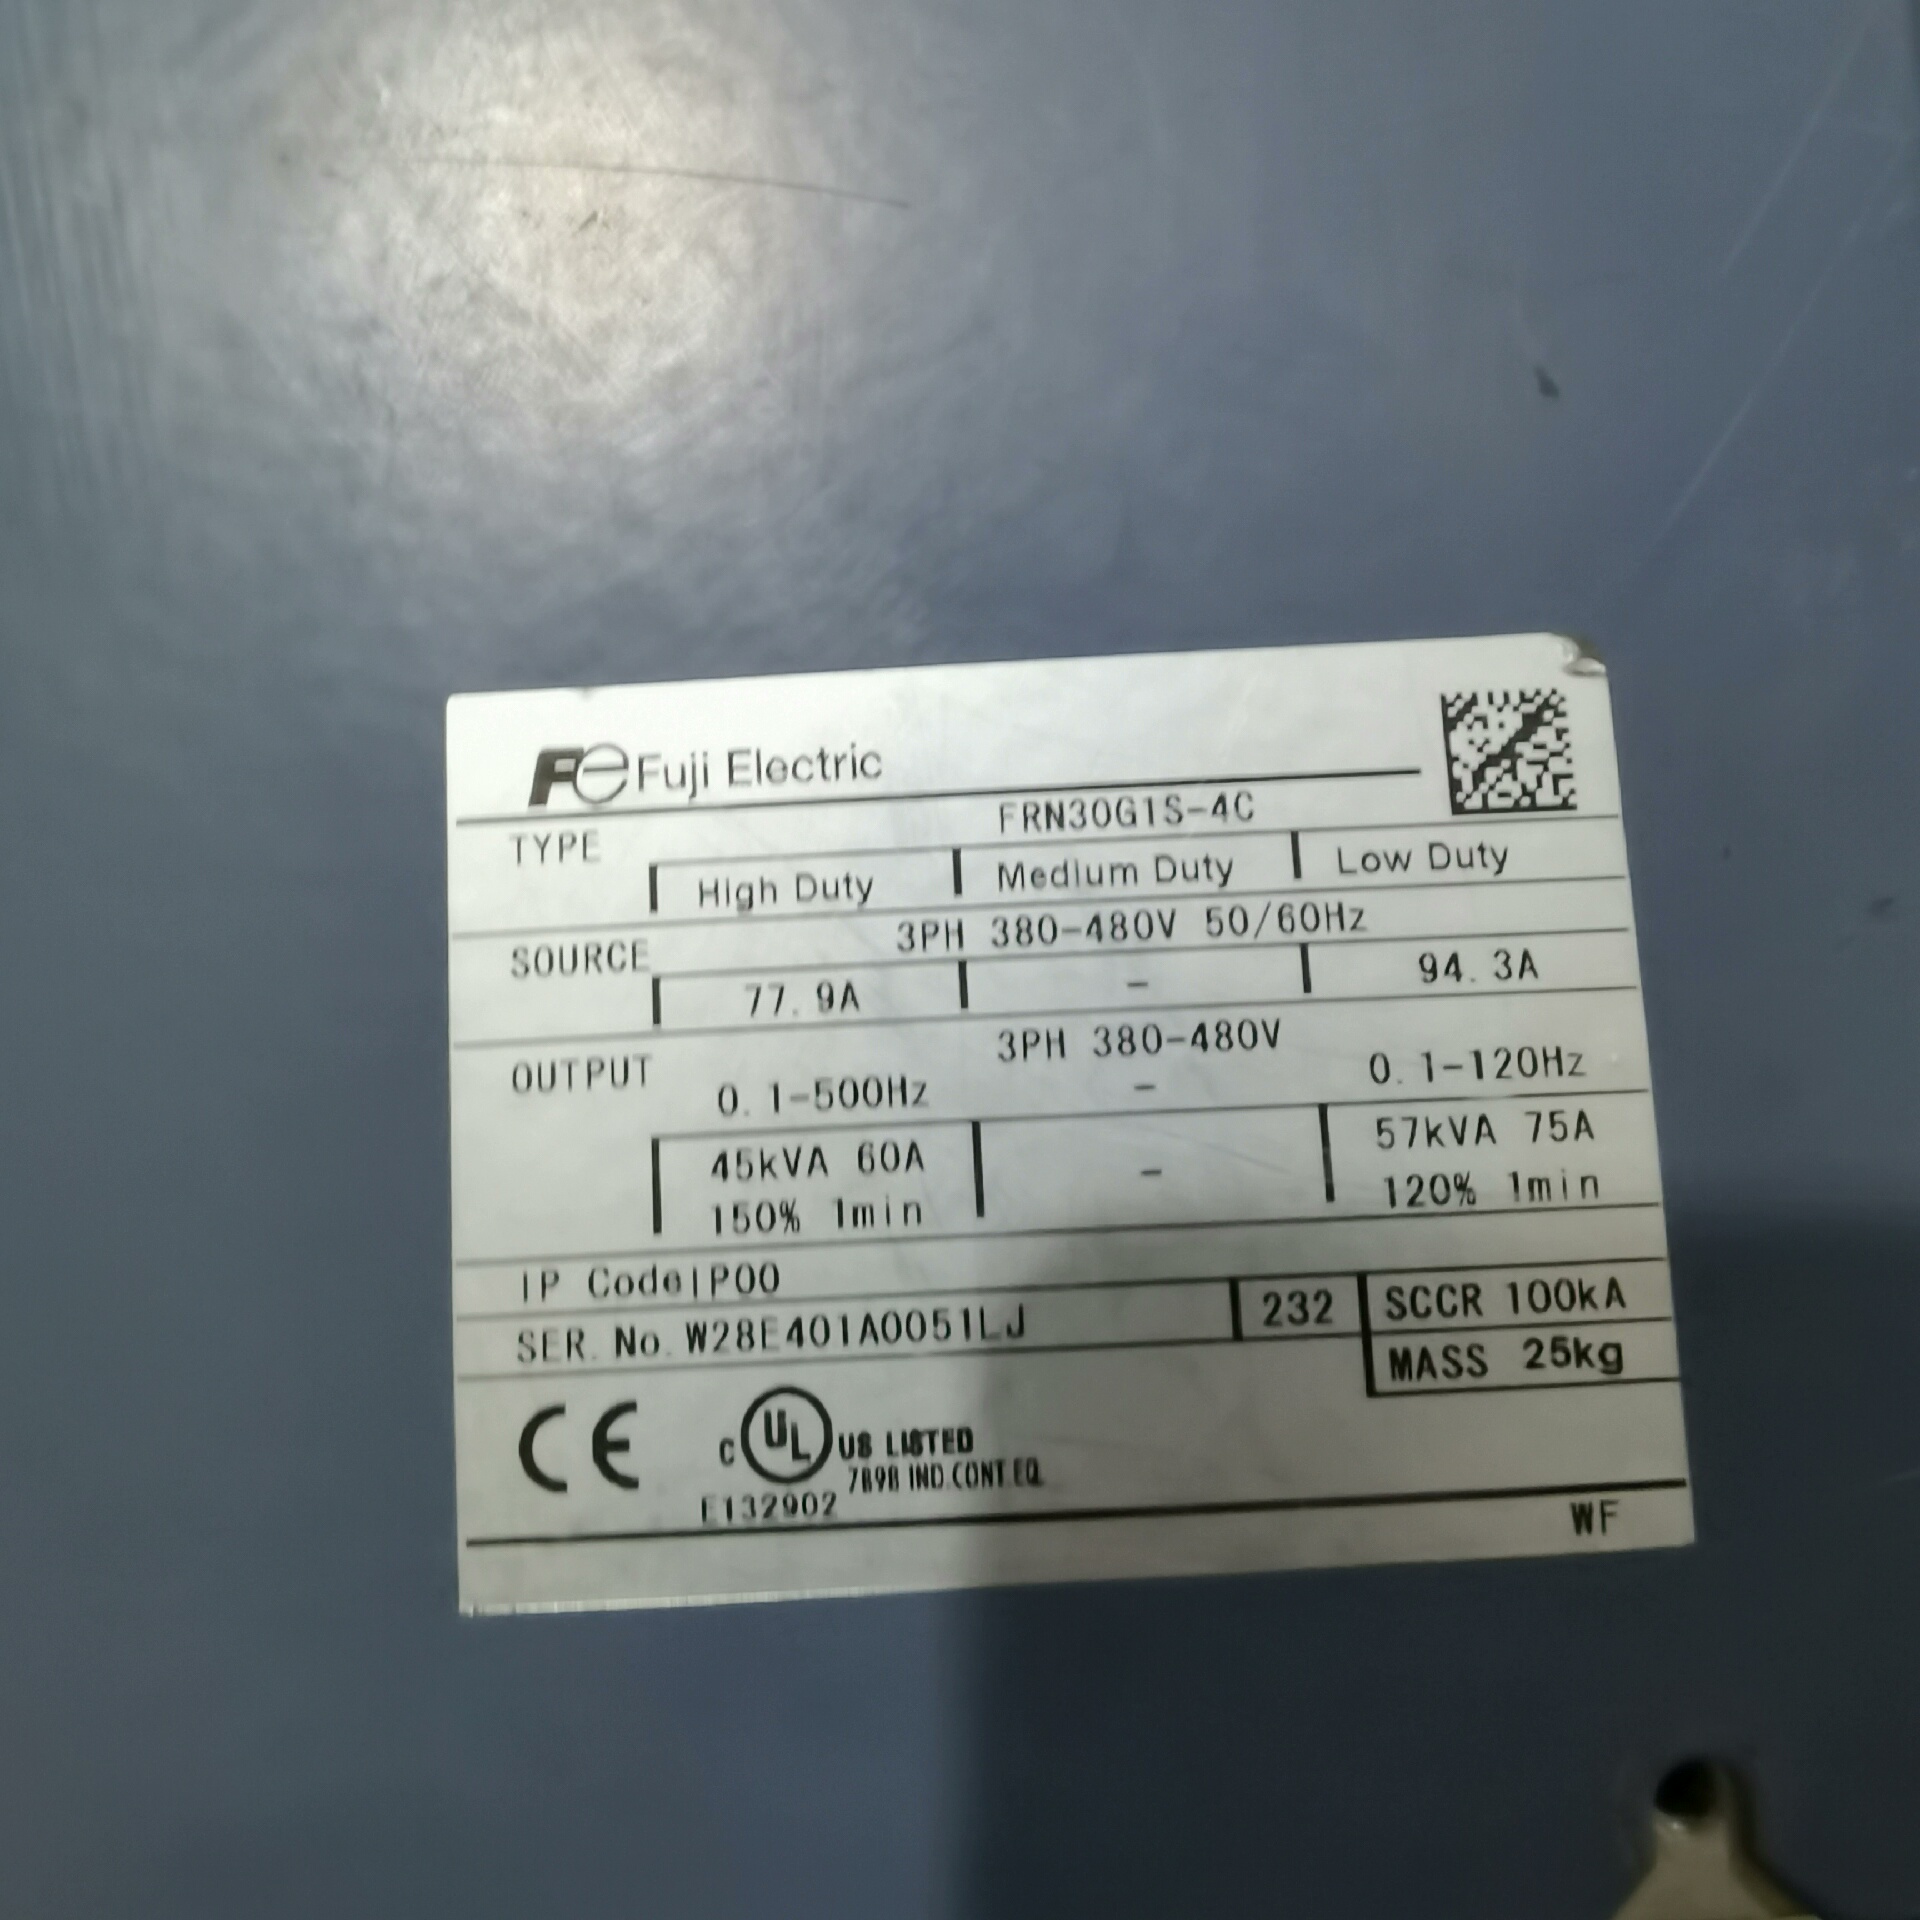 Fe Fuji Electric
TYPE FRN30G1S-4C
High Duty Medium Duty Low Duty
SOURCE 3PH 380-480V 50/60Hz
77.9A - 94.3A
OUTPUT 3PH 380-480V
0.1-500Hz - 0.1-120Hz
45kVA 60A - 57kVA 75A
150% 1min 120% 1min
IP Code IP00
SER. No. W28E401A0051LJ 232 SCCR 100kA
MASS 25kg
CE c UL US LISTED
7B9B IND.CONT.EQ.
E132902
WF